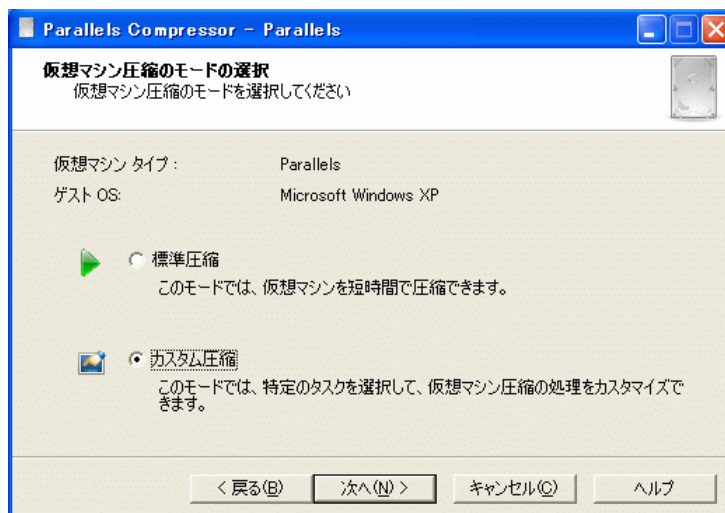 Parallels Compressor - Parallels
仮想マシン圧縮のモードの選択
仮想マシン圧縮のモードを選択してください
仮想マシン タイプ : Parallels
ゲスト OS: Microsoft Windows XP
標準圧縮
このモードでは、仮想マシンを短時間で圧縮できます。
カスタム圧縮
このモードでは、特定のタスクを選択して、仮想マシン圧縮の処理をカスタマイズで
きます。
< 戻る(B) 次へ(N) > キャンセル(C) ヘルプ